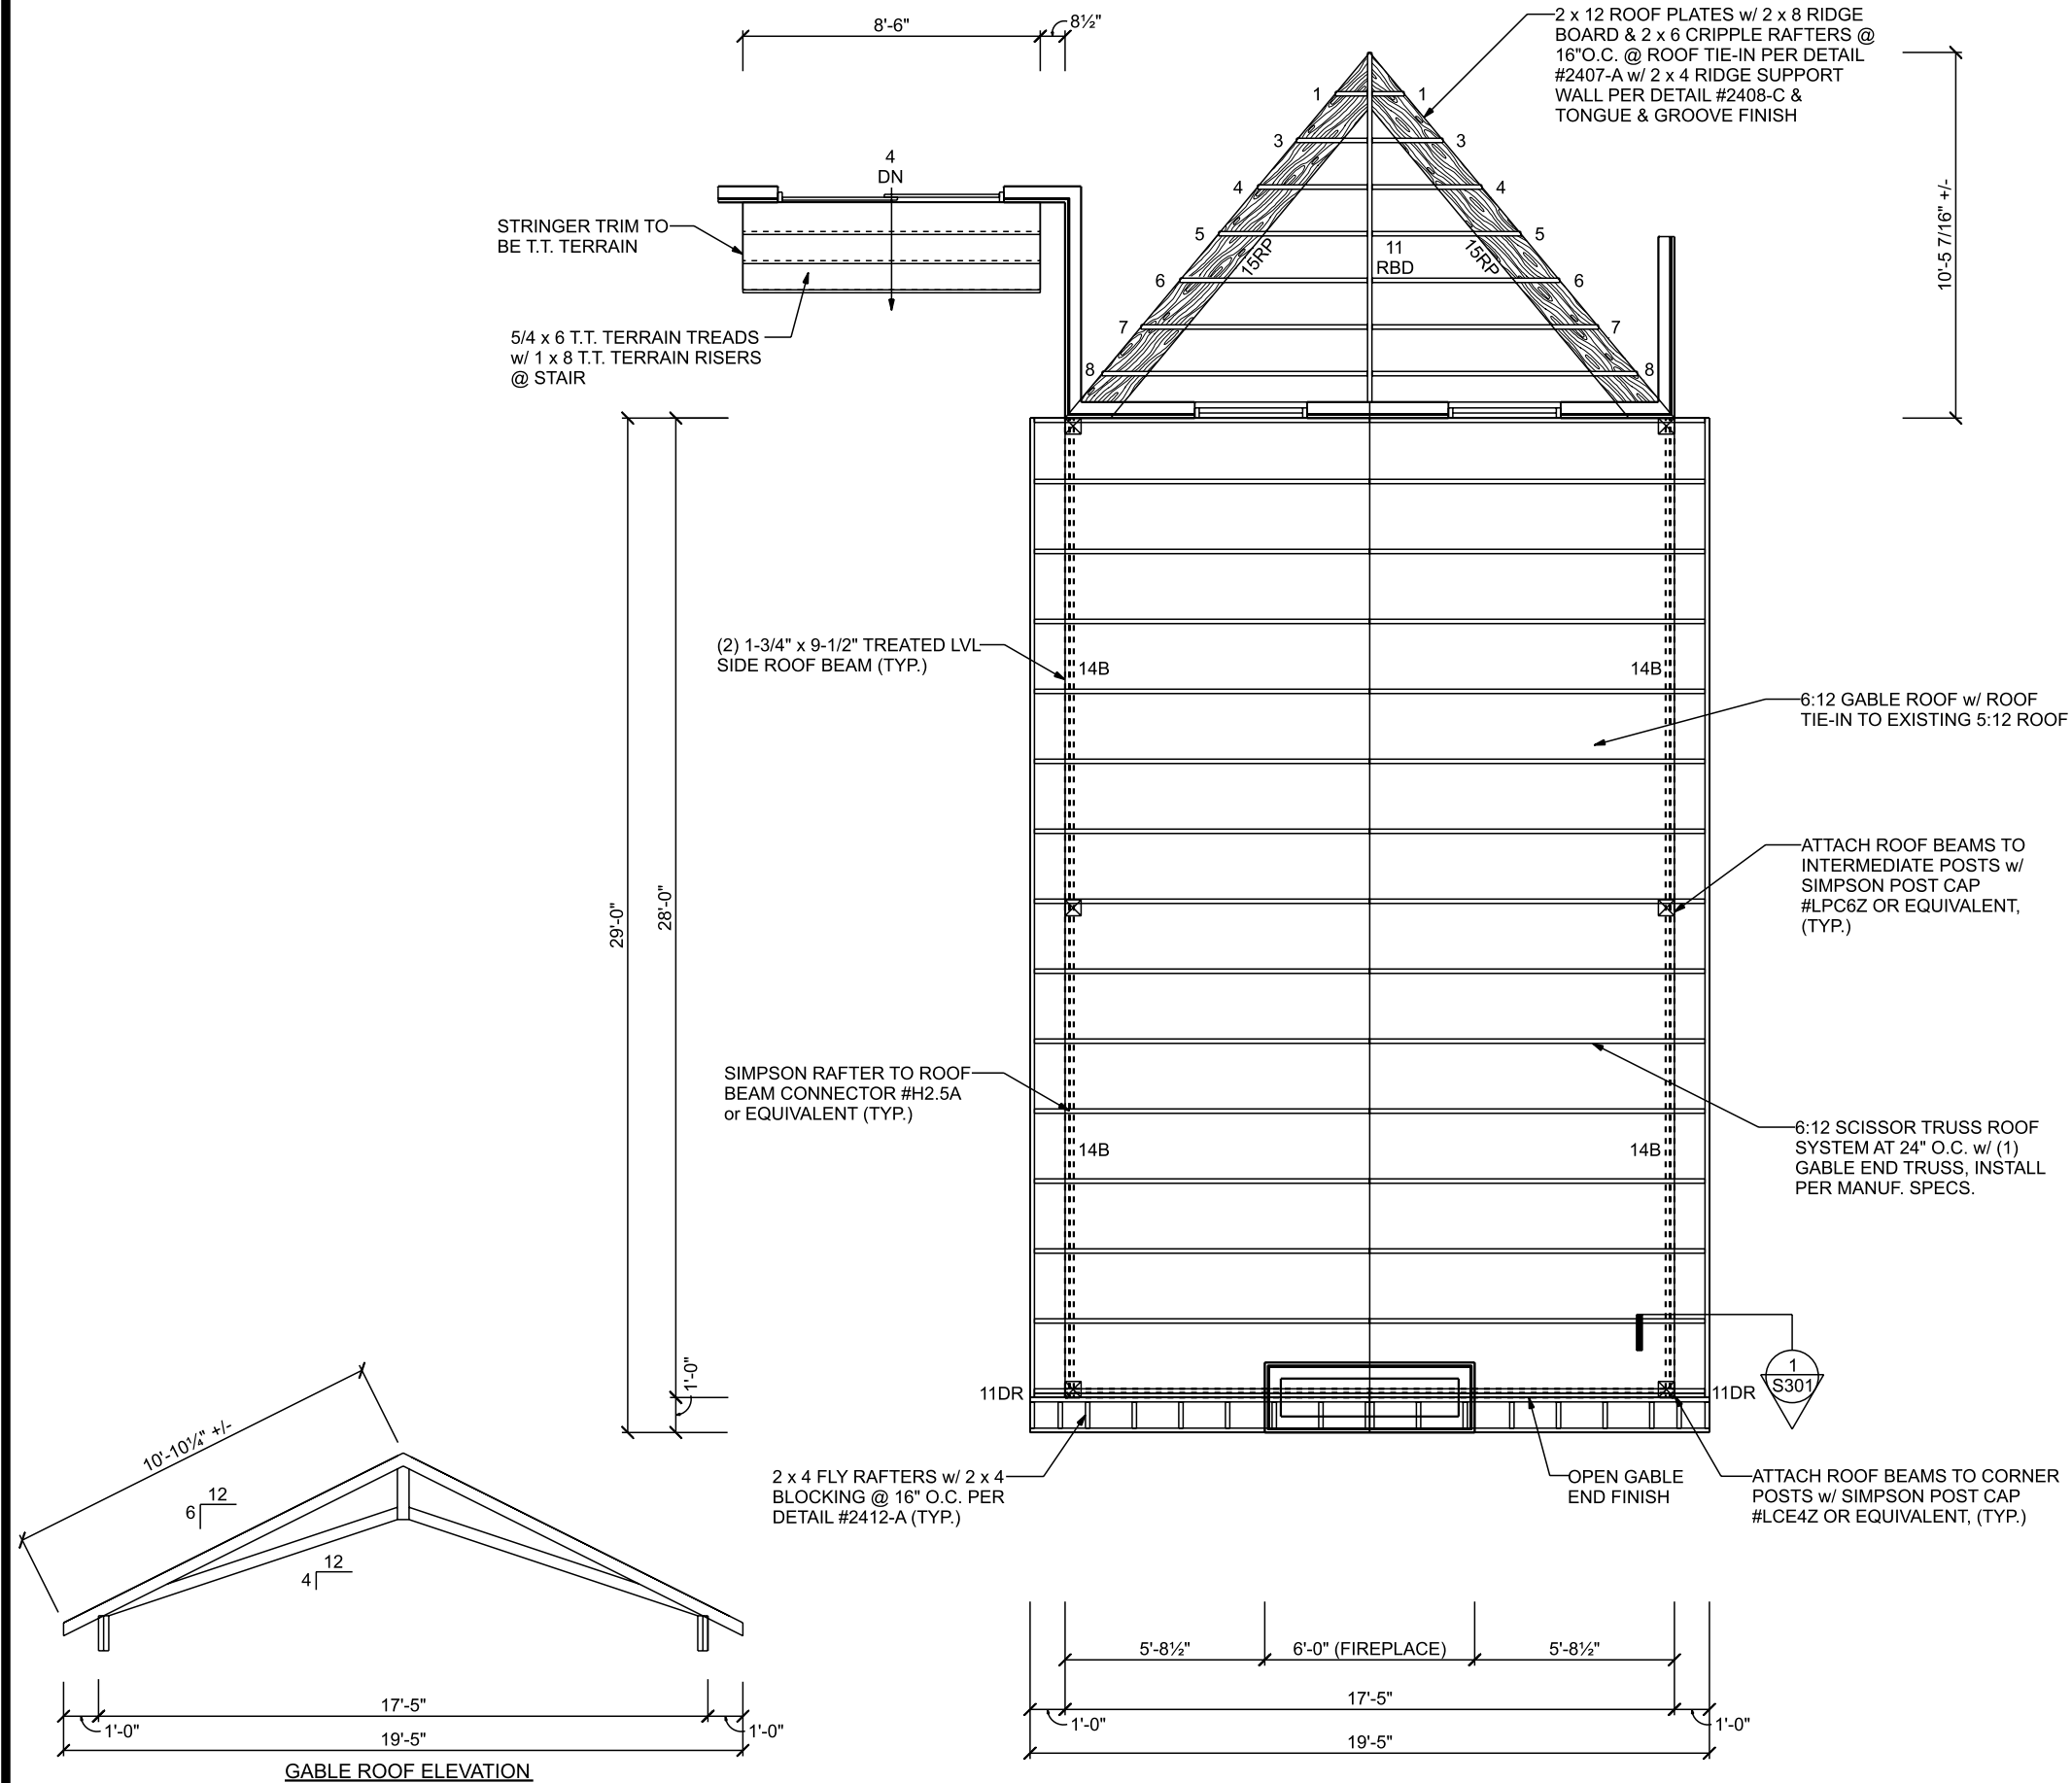 8'-6"
8½"
2 x 12 ROOF PLATES w/ 2 x 8 RIDGE
BOARD & 2 x 6 CRIPPLE RAFTERS @
16"O.C. @ ROOF TIE-IN PER DETAIL
#2407-A w/ 2 x 4 RIDGE SUPPORT
WALL PER DETAIL #2408-C &
TONGUE & GROOVE FINISH
1
1
3
3
4
4
5
5
6
6
7
7
8
8
15RP
15RP
11
RBD
10'-5 7/16" +/-
4
DN
STRINGER TRIM TO
BE T.T. TERRAIN
5/4 x 6 T.T. TERRAIN TREADS
w/ 1 x 8 T.T. TERRAIN RISERS
@ STAIR
(2) 1-3/4" x 9-1/2" TREATED LVL
SIDE ROOF BEAM (TYP.)
14B
14B
6:12 GABLE ROOF w/ ROOF
TIE-IN TO EXISTING 5:12 ROOF
29'-0"
28'-0"
ATTACH ROOF BEAMS TO
INTERMEDIATE POSTS w/
SIMPSON POST CAP
#LPC6Z OR EQUIVALENT,
(TYP.)
SIMPSON RAFTER TO ROOF
BEAM CONNECTOR #H2.5A
or EQUIVALENT (TYP.)
14B
14B
6:12 SCISSOR TRUSS ROOF
SYSTEM AT 24" O.C. w/ (1)
GABLE END TRUSS, INSTALL
PER MANUF. SPECS.
1'-0"
11DR
11DR
1
S301
2 x 4 FLY RAFTERS w/ 2 x 4
BLOCKING @ 16" O.C. PER
DETAIL #2412-A (TYP.)
OPEN GABLE
END FINISH
ATTACH ROOF BEAMS TO CORNER
POSTS w/ SIMPSON POST CAP
#LCE4Z OR EQUIVALENT, (TYP.)
10'-10¼" +/-
12
6
12
4
17'-5"
1'-0"
1'-0"
19'-5"
GABLE ROOF ELEVATION
5'-8½"
6'-0" (FIREPLACE)
5'-8½"
17'-5"
1'-0"
1'-0"
19'-5"